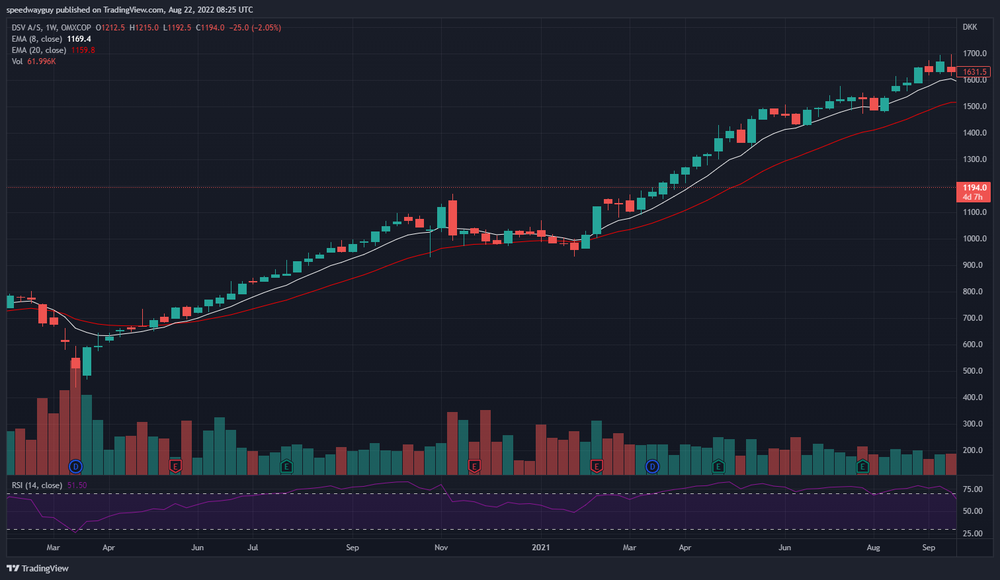 speedwayguy published on TradingView.com, Aug 22, 2022 08:25 UTC
DSV A/S, 1W, OMXCOP O1212.5 H1215.0 L1192.5 C1194.0 −25.0 (−2.05%)
DKK
EMA (8, close) 1169.4
EMA (20, close) 1159.8
Vol 61.996K
1700.0
1631.5
1600.0
1500.0
1400.0
1300.0
1194.0
4d 7h
1100.0
1000.0
900.0
800.0
700.0
600.0
500.0
400.0
300.0
200.0
D E E E E D E E
RSI (14, close) 51.50
75.00
50.00
25.00
Mar Apr Jun Jul Sep Nov 2021 Mar Apr Jun Aug Sep
TradingView